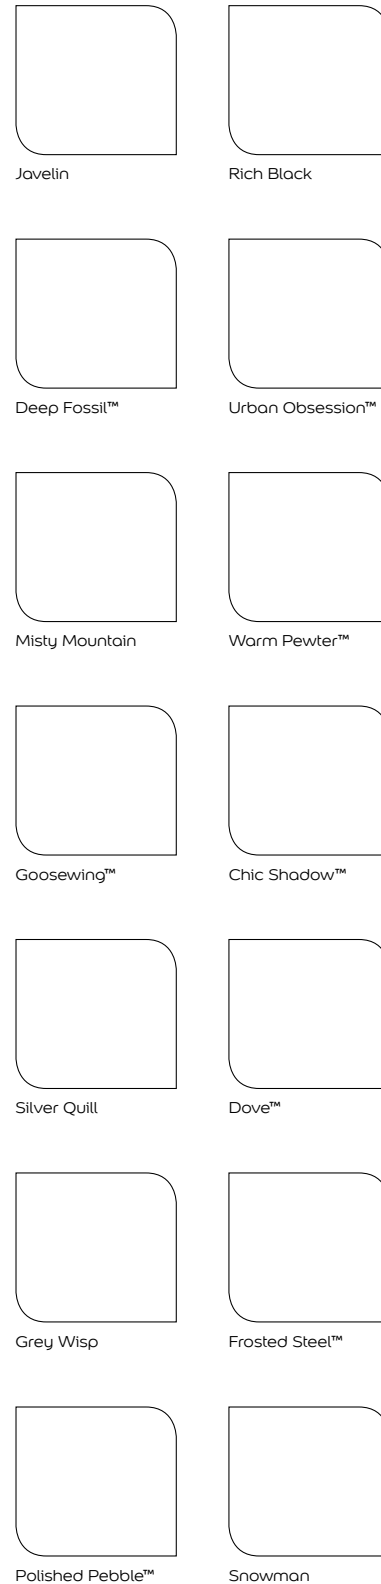 Javelin
Rich Black
Deep Fossil™
Urban Obsession™
Misty Mountain
Warm Pewter™
Goosewing™
Chic Shadow™
Silver Quill
Dove™
Grey Wisp
Frosted Steel™
Polished Pebble™
Snowman